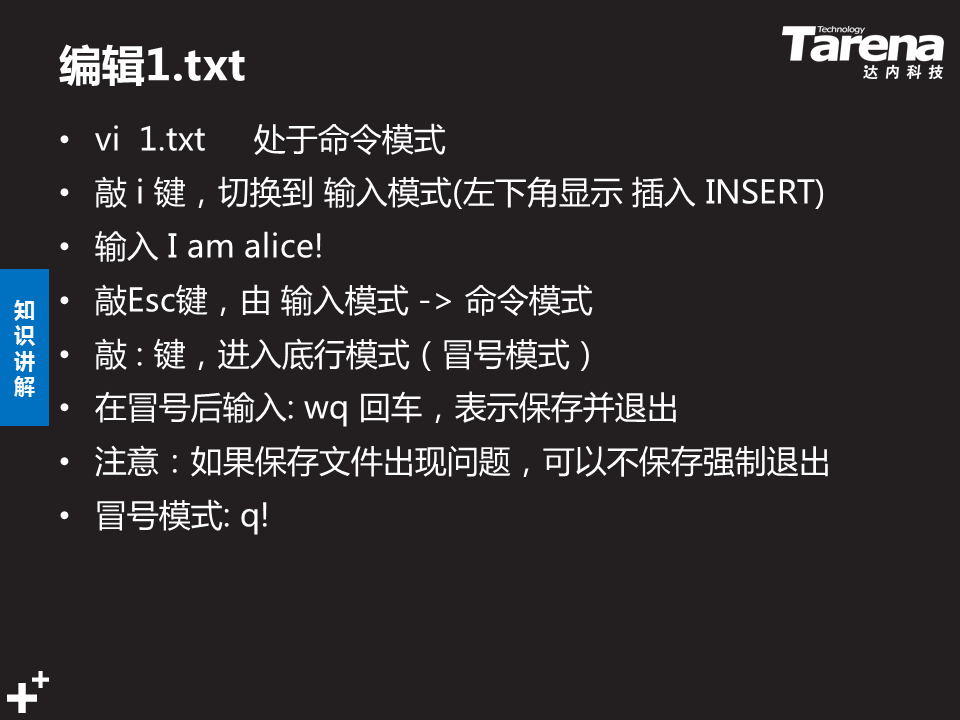 编辑1.txt
Technology
Tarena
达内科技
• vi 1.txt 处于命令模式
• 敲 i 键，切换到 输入模式(左下角显示 插入 INSERT)
• 输入 I am alice!
• 敲Esc键，由 输入模式 -> 命令模式
• 敲 : 键，进入底行模式（冒号模式）
• 在冒号后输入: wq 回车，表示保存并退出
• 注意：如果保存文件出现问题，可以不保存强制退出
• 冒号模式: q!
知识讲解